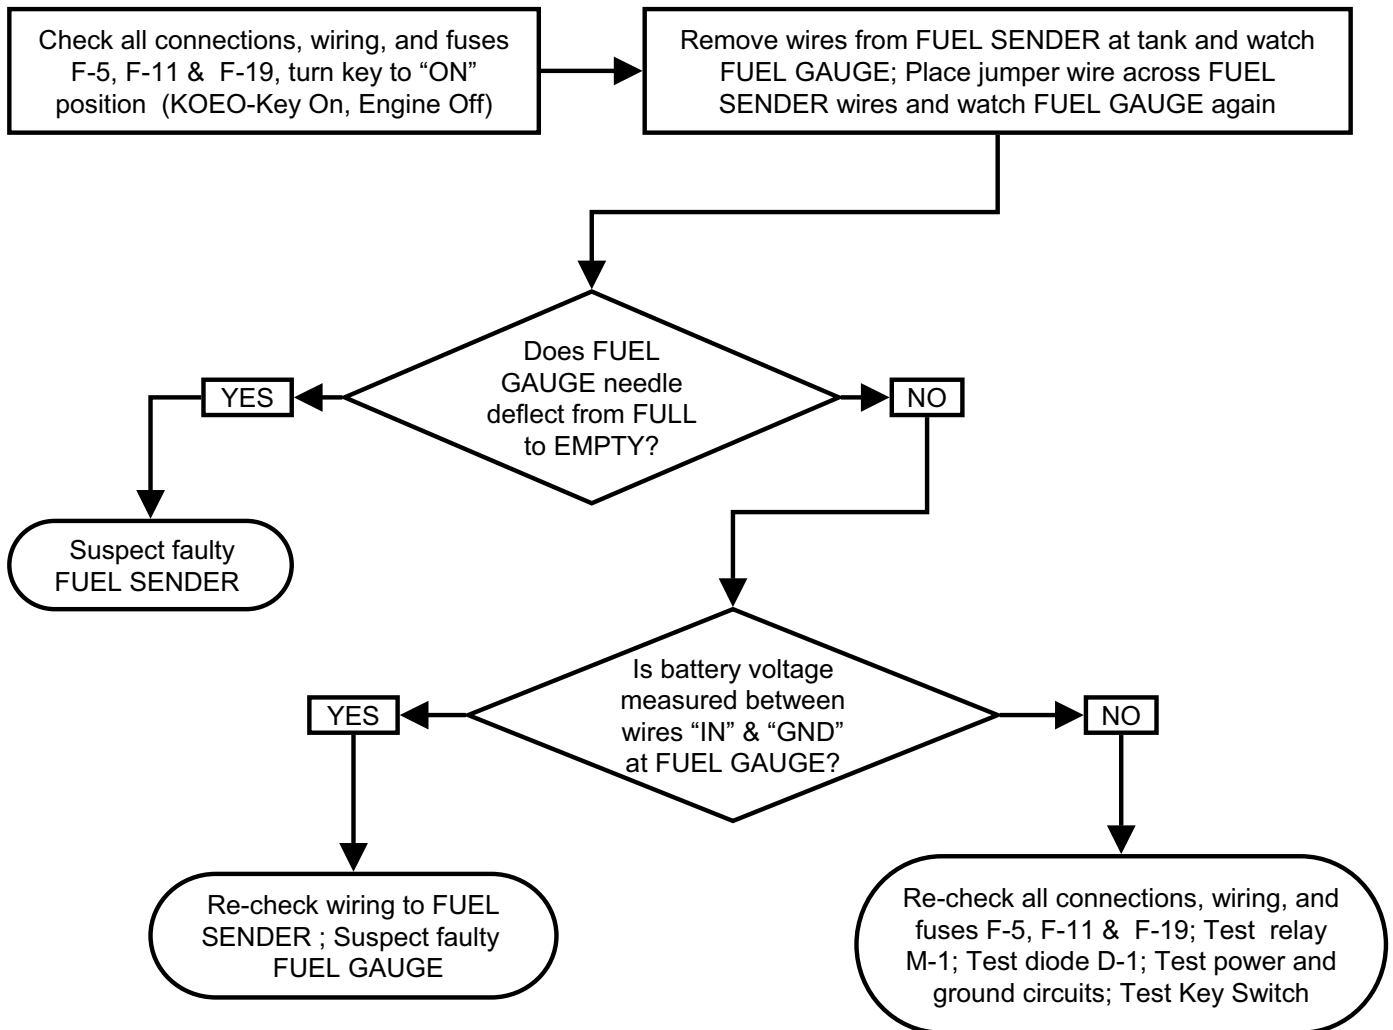 Check all connections, wiring, and fuses
F-5, F-11 & F-19, turn key to “ON”
position (KOEO-Key On, Engine Off)
Remove wires from FUEL SENDER at tank and watch
FUEL GAUGE; Place jumper wire across FUEL
SENDER wires and watch FUEL GAUGE again
Does FUEL
GAUGE needle
deflect from FULL
to EMPTY?
YES
NO
Suspect faulty
FUEL SENDER
Is battery voltage
measured between
wires “IN” & “GND”
at FUEL GAUGE?
YES
NO
Re-check wiring to FUEL
SENDER ; Suspect faulty
FUEL GAUGE
Re-check all connections, wiring, and
fuses F-5, F-11 & F-19; Test relay
M-1; Test diode D-1; Test power and
ground circuits; Test Key Switch